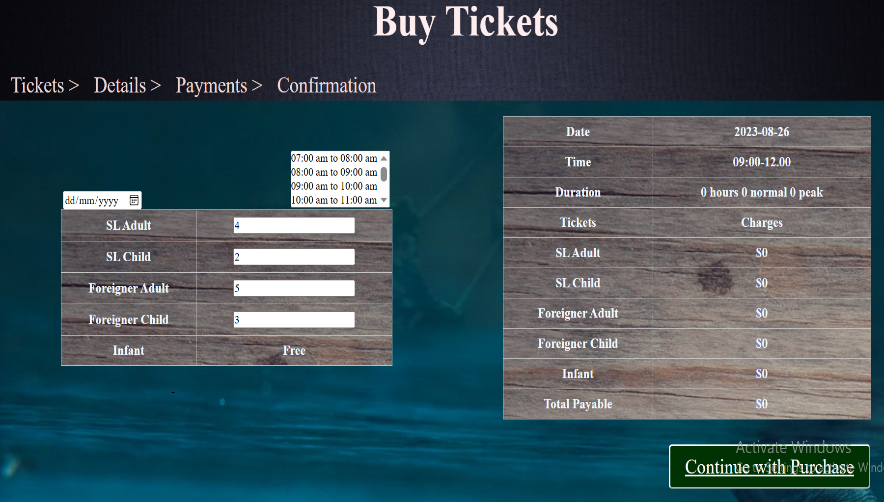 Buy Tickets
Tickets > Details > Payments > Confirmation
07:00 am to 08:00 am
08:00 am to 09:00 am
09:00 am to 10:00 am
10:00 am to 11:00 am
dd/mm/yyyy
SL Adult 4
SL Child 2
Foreigner Adult 5
Foreigner Child 3
Infant Free
Date 2023-08-26
Time 09:00-12.00
Duration 0 hours 0 normal 0 peak
Tickets Charges
SL Adult $0
SL Child $0
Foreigner Adult $0
Foreigner Child $0
Infant $0
Total Payable $0
Activate Windows
Continue with Purchase